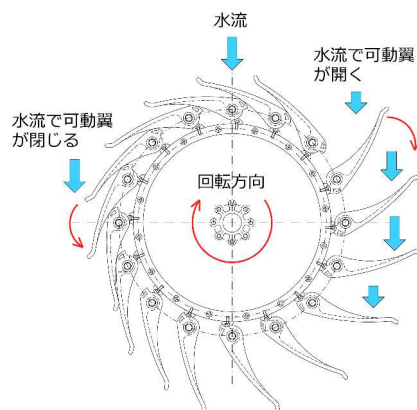 水流
水流で可動翼
が開く
水流で可動翼
が閉じる
回転方向